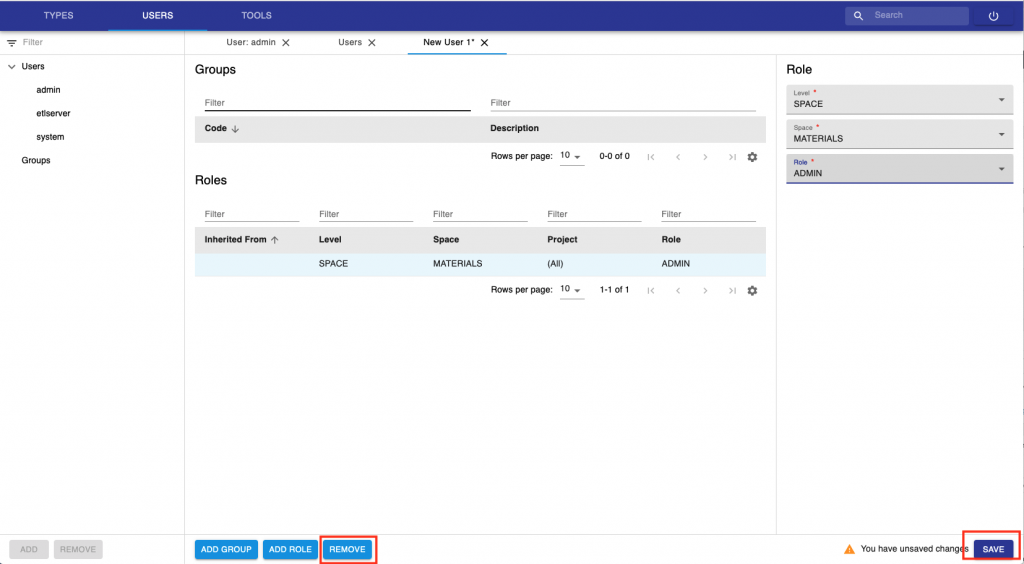 TYPES USERS TOOLS Search
Filter User: admin Users New User 1*
Users
admin
etlserver
system
Groups
Groups
Filter Filter
Code Description
Rows per page: 10 0-0 of 0
Roles
Filter Filter Filter Filter Filter
Inherited From Level Space Project Role
SPACE MATERIALS (All) ADMIN
Rows per page: 10 1-1 of 1
Role
Level *
SPACE
Space *
MATERIALS
Role *
ADMIN
ADD REMOVE ADD GROUP ADD ROLE REMOVE You have unsaved changes SAVE